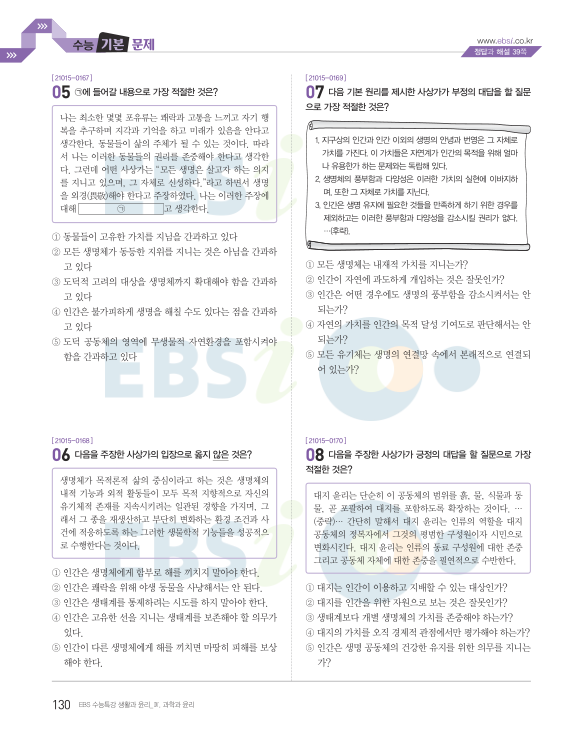 수능 기본 문제
www.ebsi.co.kr
정답과 해설 39쪽
[21015-0167]
05 ㉠에 들어갈 내용으로 가장 적절한 것은?
나는 최소한 몇몇 포유류는 쾌락과 고통을 느끼고 자기 행
복을 추구하며 지각과 기억을 하고 미래가 있음을 안다고
생각한다. 동물들이 삶의 주체가 될 수 있는 것이다. 따라
서 나는 이러한 동물들의 권리를 존중해야 한다고 생각한
다. 그런데 어떤 사상가는 “모든 생명은 살고자 하는 의지
를 지니고 있으며, 그 자체로 신성하다.”라고 하면서 생명
을 외경(畏敬)해야 한다고 주장하였다. 나는 이러한 주장에
대해 ㉠ 고 생각한다.
① 동물들이 고유한 가치를 지님을 간과하고 있다
② 모든 생명체가 동등한 지위를 지니는 것은 아님을 간과하
고 있다
③ 도덕적 고려의 대상을 생명체까지 확대해야 함을 간과하
고 있다
④ 인간은 불가피하게 생명을 해칠 수도 있다는 점을 간과하
고 있다
⑤ 도덕 공동체의 영역에 무생물적 자연환경을 포함시켜야
함을 간과하고 있다
[21015-0168]
06 다음을 주장한 사상가의 입장으로 옳지 않은 것은?
생명체가 목적론적 삶의 중심이라고 하는 것은 생명체의
내적 기능과 외적 활동들이 모두 목적 지향적으로 자신의
유기체적 존재를 지속시키려는 일관된 경향을 가지며, 그
래서 그 종을 재생산하고 부단히 변화하는 환경 조건과 사
건에 적응하도록 하는 그러한 생물학적 기능들을 성공적으
로 수행한다는 것이다.
① 인간은 생명체에게 함부로 해를 끼치지 말아야 한다.
② 인간은 쾌락을 위해 야생 동물을 사냥해서는 안 된다.
③ 인간은 생태계를 통제하려는 시도를 하지 말아야 한다.
④ 인간은 고유한 선을 지니는 생태계를 보존해야 할 의무가
있다.
⑤ 인간이 다른 생명체에게 해를 끼치면 마땅히 피해를 보상
해야 한다.
[21015-0169]
07 다음 기본 원리를 제시한 사상가가 부정의 대답을 할 질문
으로 가장 적절한 것은?
1. 지구상의 인간과 인간 이외의 생명의 안녕과 번영은 그 자체로
가치를 가진다. 이 가치들은 자연계가 인간의 목적을 위해 얼마
나 유용한가 하는 문제와는 독립해 있다.
2. 생명체의 풍부함과 다양성은 이러한 가치의 실현에 이바지하
며, 또한 그 자체로 가치를 지닌다.
3. 인간은 생명 유지에 필요한 것들을 만족하게 하기 위한 경우를
제외하고는 이러한 풍부함과 다양성을 감소시킬 권리가 없다.
…(후략).
① 모든 생명체는 내재적 가치를 지니는가?
② 인간이 자연에 과도하게 개입하는 것은 잘못인가?
③ 인간은 어떤 경우에도 생명의 풍부함을 감소시켜서는 안
되는가?
④ 자연의 가치를 인간의 목적 달성 기여도로 판단해서는 안
되는가?
⑤ 모든 유기체는 생명의 연결망 속에서 본래적으로 연결되
어 있는가?
[21015-0170]
08 다음을 주장한 사상가가 긍정의 대답을 할 질문으로 가장
적절한 것은?
대지 윤리는 단순히 이 공동체의 범위를 흙, 물, 식물과 동
물, 곧 포괄하여 대지를 포함하도록 확장하는 것이다. …
(중략)… 간단히 말해서 대지 윤리는 인류의 역할을 대지
공동체의 정복자에서 그것의 평범한 구성원이자 시민으로
변화시킨다. 대지 윤리는 인류의 동료 구성원에 대한 존중
그리고 공동체 자체에 대한 존중을 필연적으로 수반한다.
① 대지는 인간이 이용하고 지배할 수 있는 대상인가?
② 대지를 인간을 위한 자원으로 보는 것은 잘못인가?
③ 생태계보다 개별 생명체의 가치를 존중해야 하는가?
④ 대지의 가치를 오직 경제적 관점에서만 평가해야 하는가?
⑤ 인간은 생명 공동체의 건강한 유지를 위한 의무를 지니는
가?
130 EBS 수능특강 생활과 윤리_Ⅲ. 과학과 윤리
EBSi
EBSi
EBSi